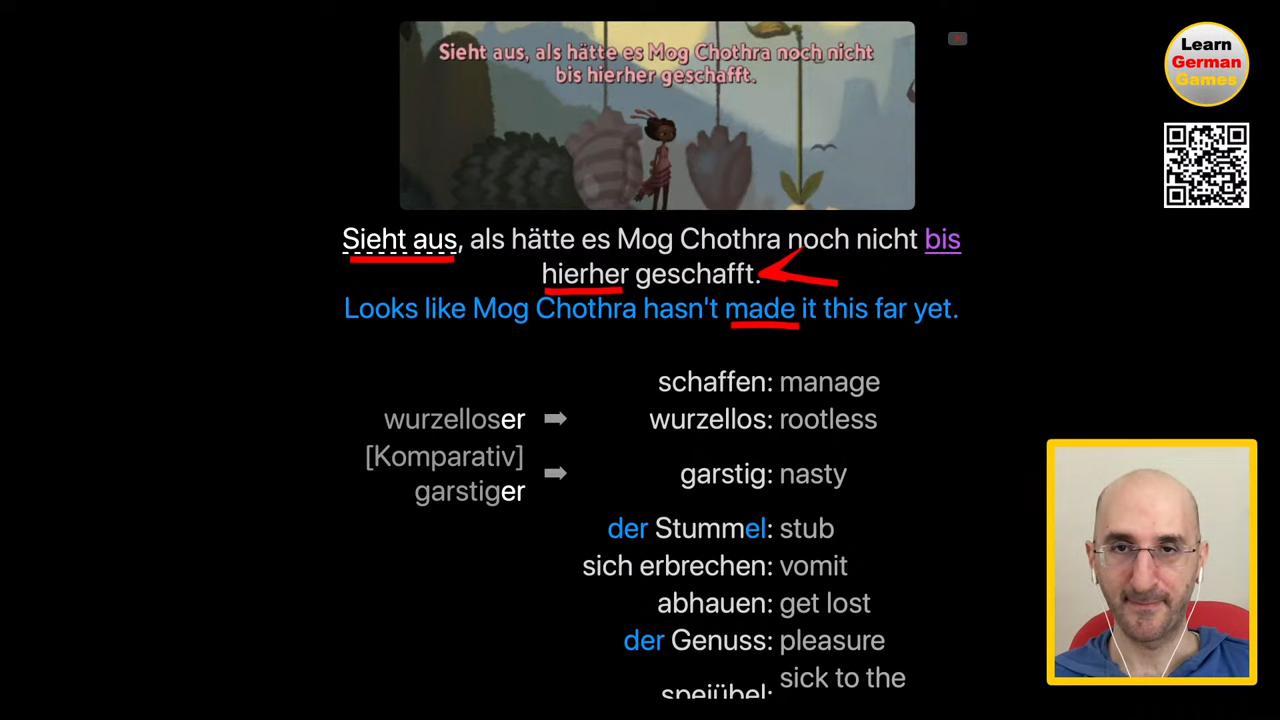 Sieht aus, als hätte es Mog Chothra noch nicht
bis hierher geschafft.
Learn
German
Games
Sieht aus, als hätte es Mog Chothra noch nicht bis
hierher geschafft.
Looks like Mog Chothra hasn't made it this far yet.
schaffen: manage
wurzelloser ➡ wurzellos: rootless
[Komparativ]
garstiger ➡ garstig: nasty
der Stummel: stub
sich erbrechen: vomit
abhauen: get lost
der Genuss: pleasure
speiübel: sick to the